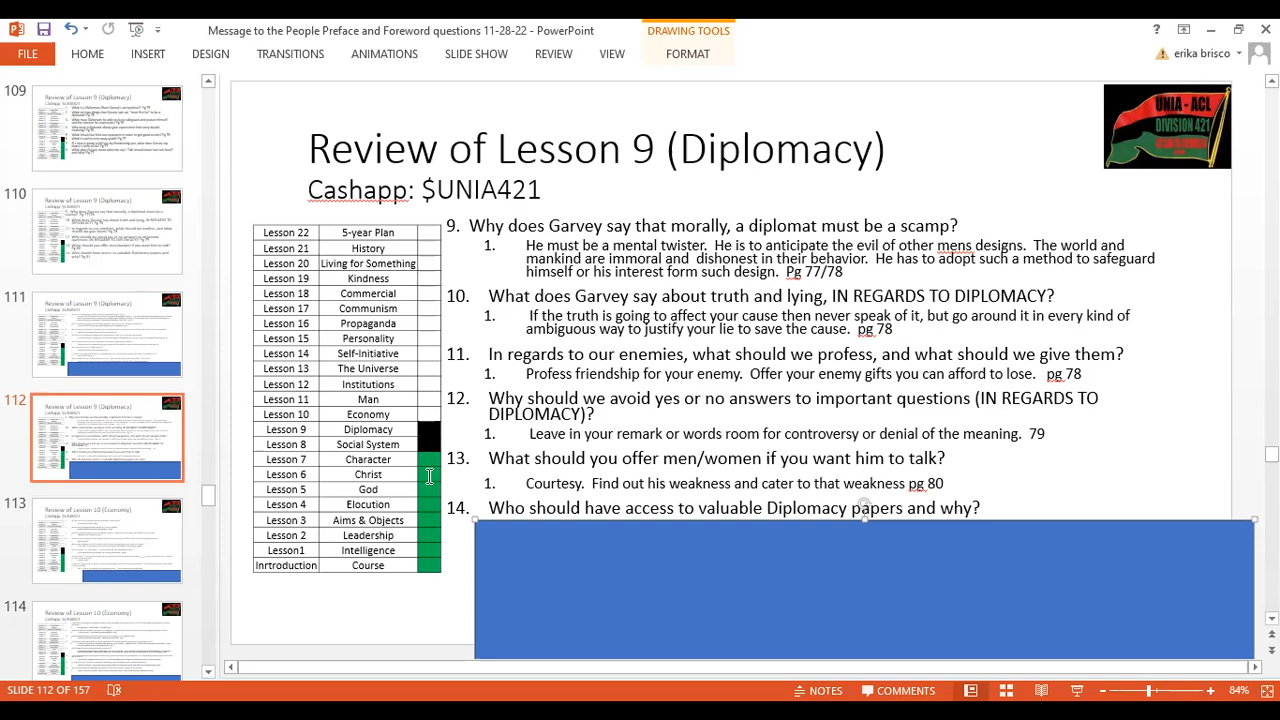 Message to the People Preface and Foreword questions 11-28-22 - PowerPoint
DRAWING TOOLS
FILE
HOME
INSERT
DESIGN
TRANSITIONS
ANIMATIONS
SLIDE SHOW
REVIEW
VIEW
FORMAT
erika brisco
109
110
111
112
113
114
UNIA - ACL
DIVISION 421
Review of Lesson 9 (Diplomacy)
Cashapp: $UNIA421
Lesson 22 5-year Plan
Lesson 21 History
Lesson 20 Living for Something
Lesson 19 Kindness
Lesson 18 Commercial
Lesson 17 Communism
Lesson 16 Propaganda
Lesson 15 Personality
Lesson 14 Self-Initiative
Lesson 13 The Universe
Lesson 12 Institutions
Lesson 11 Man
Lesson 10 Economy
Lesson 9 Diplomacy
Lesson 8 Social System
Lesson 7 Character
Lesson 6 Christ
Lesson 5 God
Lesson 4 Elocution
Lesson 3 Aims & Objects
Lesson 2 Leadership
Lesson1 Intelligence
Inrtroduction Course
9. does Garvey say that morally, a diplomat must be a scamp?
He must be a mental twister. He has to anticipate the evil of other mens designs. The world and
mankind are immoral and dishonest in their behavior. He has to adopt such a method to safeguard
himself or his interest form such design. Pg 77/78
10. What does Garvey say about truth and lying, IN REGARDS TO DIPLOMACY?
If the truth is going to affect your cause then never speak of it, but go around it in every kind of
ambiguous way to justify your lie to save the cause. pg 78
11. In regards to our enemies, what should we profess, and what should we give them?
1 Profess friendship for your enemy. Offer your enemy gifts you can afford to lose. pg 78
12. Why should we avoid yes or no answers to important questions (IN REGARDS TO
DIPLOMACY)?
in your remarks or words room for controversy or denial of the meaning. 79
13. What should you offer men/women if you want him to talk?
1. Courtesy. Find out his weakness and cater to that weakness pg 80
14. Who should have access to valuable Diplomacy papers and why?
SLIDE 112 OF 157
NOTES
COMMENTS
84%